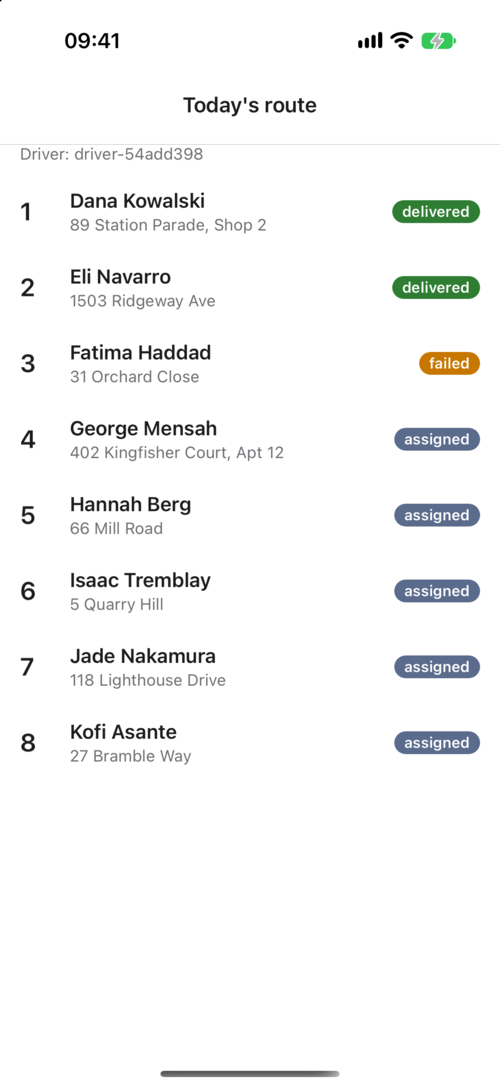 09:41
Today's route
Driver: driver-54add398
1
Dana Kowalski
89 Station Parade, Shop 2
delivered
2
Eli Navarro
1503 Ridgeway Ave
delivered
3
Fatima Haddad
31 Orchard Close
failed
4
George Mensah
402 Kingfisher Court, Apt 12
assigned
5
Hannah Berg
66 Mill Road
assigned
6
Isaac Tremblay
5 Quarry Hill
assigned
7
Jade Nakamura
118 Lighthouse Drive
assigned
8
Kofi Asante
27 Bramble Way
assigned